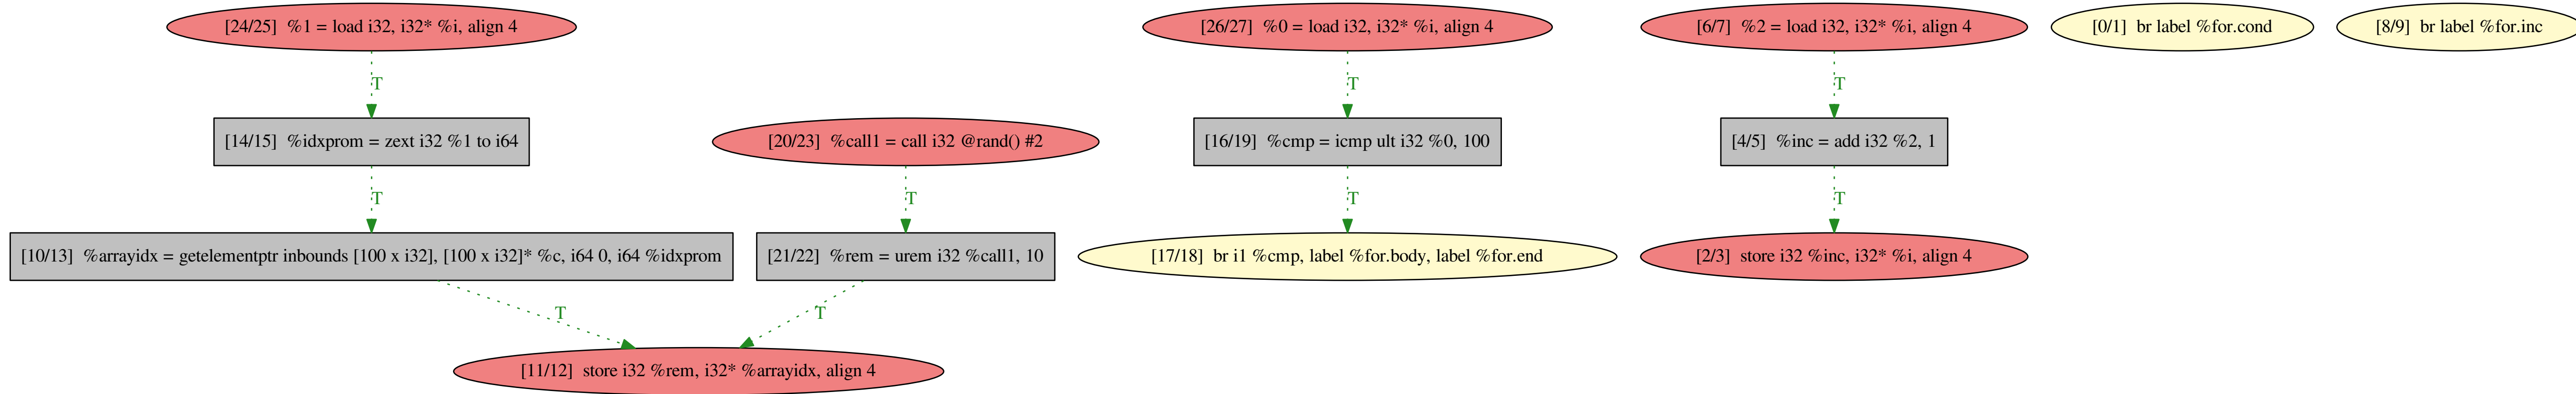 [24/25] %1 = load i32, i32* %i, align 4
[26/27] %0 = load i32, i32* %i, align 4
[6/7] %2 = load i32, i32* %i, align 4
[0/1] br label %for.cond
[8/9] br label %for.inc
T
T
T
[14/15] %idxprom = zext i32 %1 to i64
[20/23] %call1 = call i32 @rand() #2
[16/19] %cmp = icmp ult i32 %0, 100
[4/5] %inc = add i32 %2, 1
T
T
T
T
[10/13] %arrayidx = getelementptr inbounds [100 x i32], [100 x i32]* %c, i64 0, i64 %idxprom
[21/22] %rem = urem i32 %call1, 10
[17/18] br i1 %cmp, label %for.body, label %for.end
[2/3] store i32 %inc, i32* %i, align 4
T
T
[11/12] store i32 %rem, i32* %arrayidx, align 4